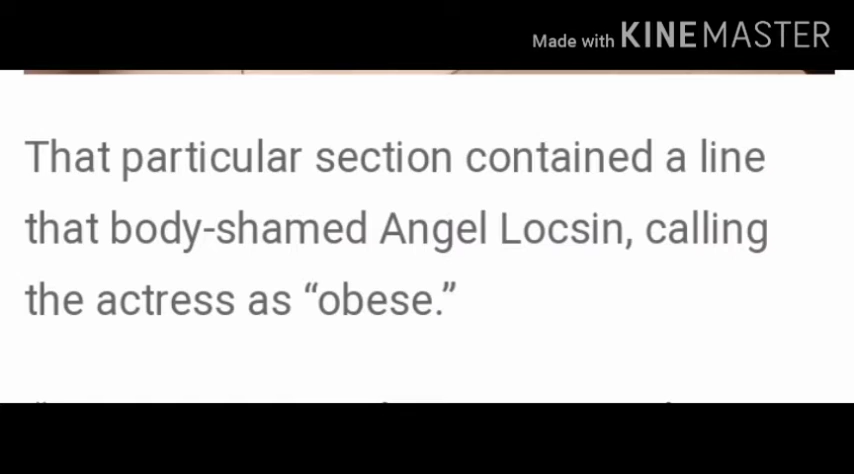 Made with KINEMASTER
That particular section contained a line
that body-shamed Angel Locsin, calling
the actress as “obese.”